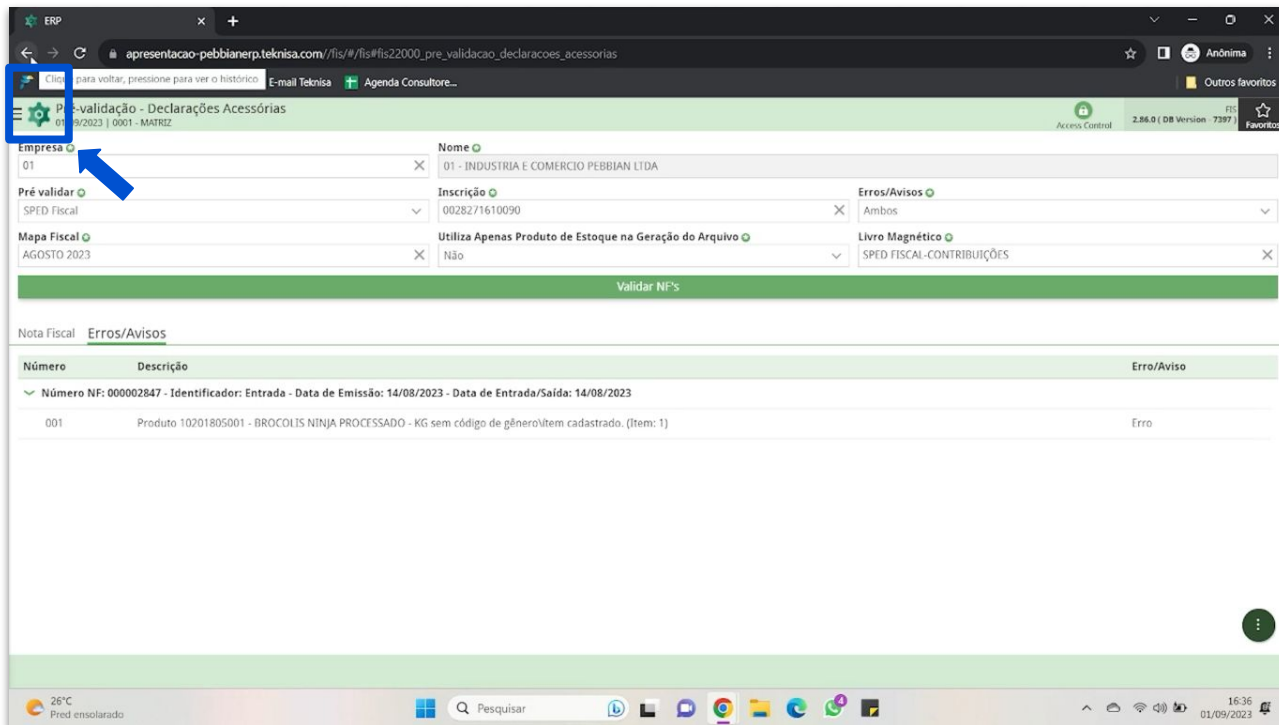 ERP
apresentacao-pebbianerp.teknisa.com//fis/#/fis#fis22000_pre_validacao_declaracoes_acessorias
Anônima
Clique para voltar, pressione para ver o histórico
E-mail Teknisa
Agenda Consultore...
Outros favoritos
Pré-validação - Declarações Acessórias
01/09/2023 | 0001 - MATRIZ
Access Control
FIS
2.86.0 ( DB Version - 7397 )
Favoritos
Empresa
Nome
01
01 - INDUSTRIA E COMERCIO PEBBIAN LTDA
Pré validar
Inscrição
Erros/Avisos
SPED Fiscal
0028271610090
Ambos
Mapa Fiscal
Utiliza Apenas Produto de Estoque na Geração do Arquivo
Livro Magnético
AGOSTO 2023
Não
SPED FISCAL-CONTRIBUIÇÕES
Validar NF's
Nota Fiscal
Erros/Avisos
Número
Descrição
Erro/Aviso
Número NF: 000002847 - Identificador: Entrada - Data de Emissão: 14/08/2023 - Data de Entrada/Saída: 14/08/2023
001
Produto 10201805001 - BROCOLIS NINJA PROCESSADO - KG sem código de gênero\item cadastrado. (Item: 1)
Erro
26°C
Pred ensolarado
Pesquisar
4
16:36
01/09/2023